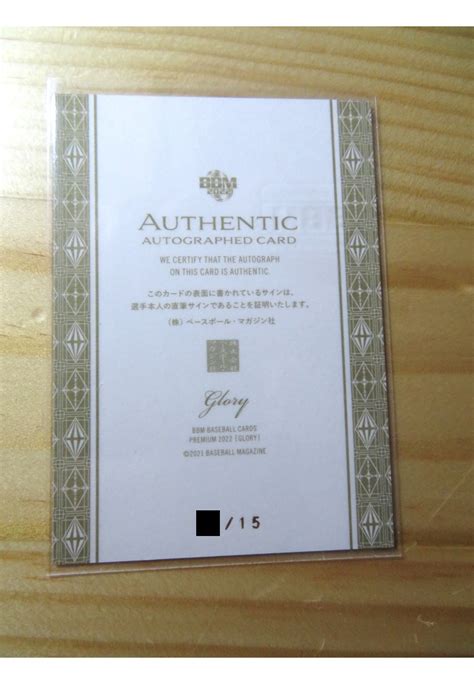 BBM
2022
AUTHENTIC
AUTOGRAPHED CARD
WE CERTIFY THAT THE AUTOGRAPH
ON THIS CARD IS AUTHENTIC.
このカードの表面に書かれているサインは、
選手本人の直筆サインであることを証明いたします。
(株)ベースボール・マガジン社
Glory
BBM BASEBALL CARDS
PREMIUM 2022 [GLORY]
©2021 BASEBALL MAGAZINE
/15